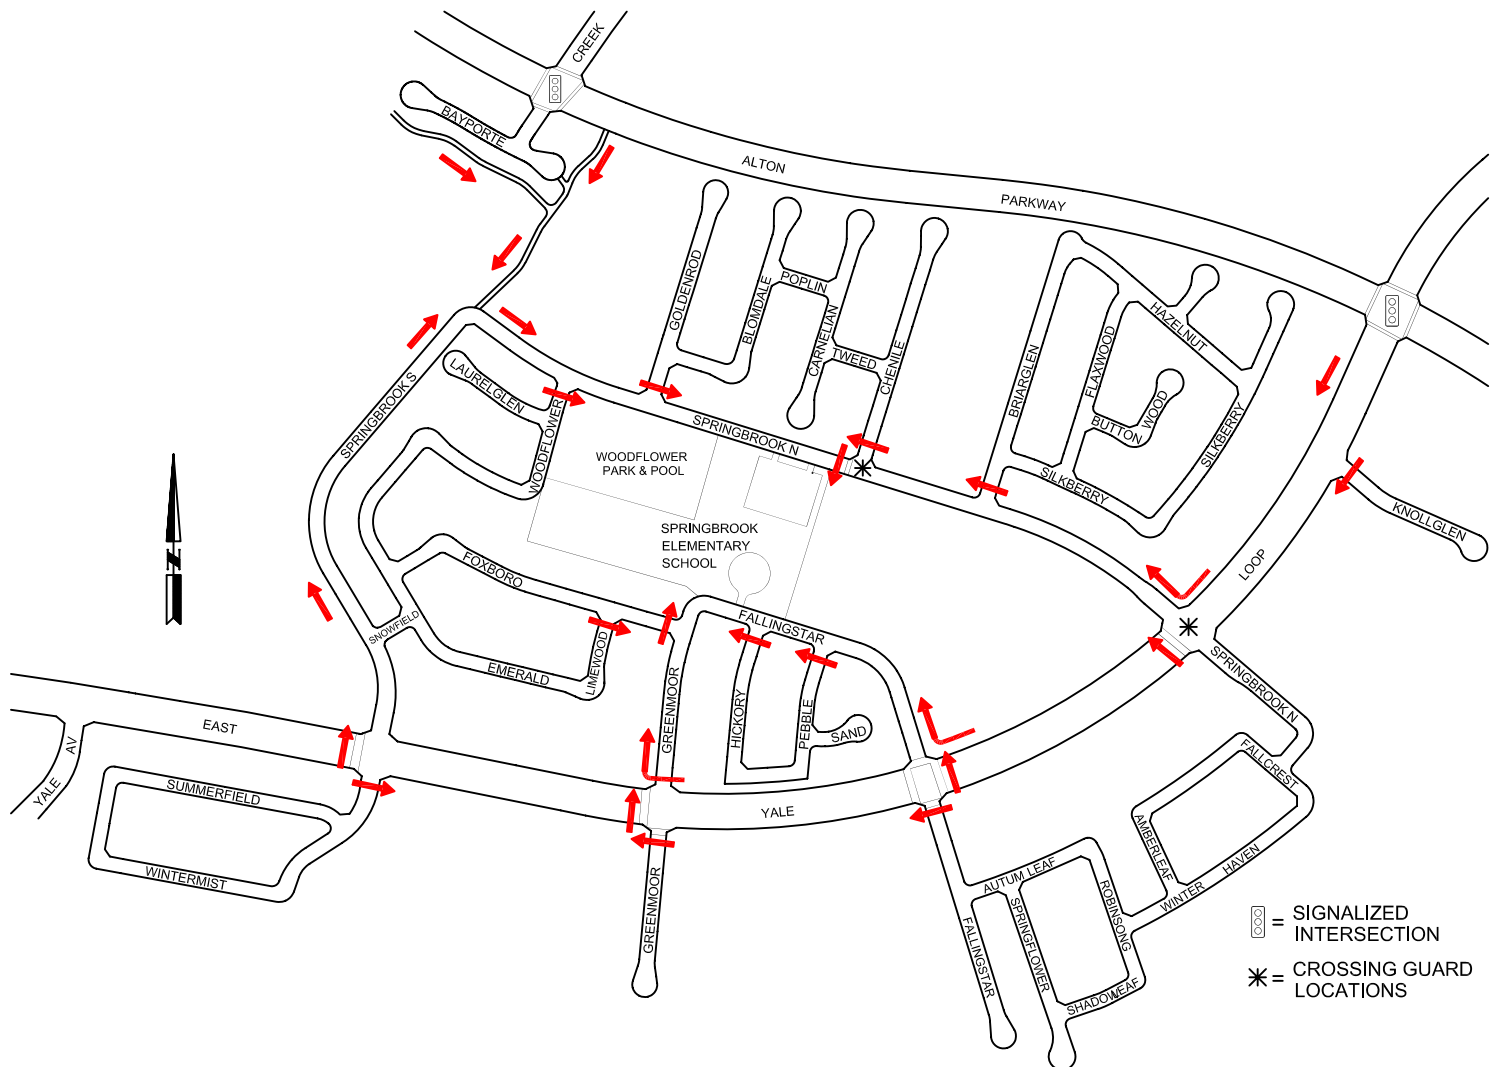 CREEK
BAYPORTE
ALTON
PARKWAY
GOLDENROD
BLOMDALE
POPLIN
CARNELIAN
TWEED
CHENILE
BRIARGLEN
FLAXWOOD
HAZELNUT
BUTTON
WOOD
SILKBERRY
SILKBERRY
LAURELGLEN
WOODFLOWER
SPRINGBROOK S
SPRINGBROOK N
WOODFLOWER
PARK & POOL
SPRINGBROOK
ELEMENTARY
SCHOOL
KNOLLGLEN
LOOP
N
FOXBORO
SNOWFIELD
EMERALD
LIMEWOOD
FALLINGSTAR
GREENMOOR
HICKORY
PEBBLE
SAND
SPRINGBROOK N
FALLCREST
EAST
YALE AV
SUMMERFIELD
WINTERMIST
YALE
GREENMOOR
AMBERLEAF
WINTER HAVEN
AUTUM LEAF
ROBINSONG
SPRINGFLOWER
FALLINGSTAR
SHADOWLEAF
= SIGNALIZED
INTERSECTION
= CROSSING GUARD
LOCATIONS